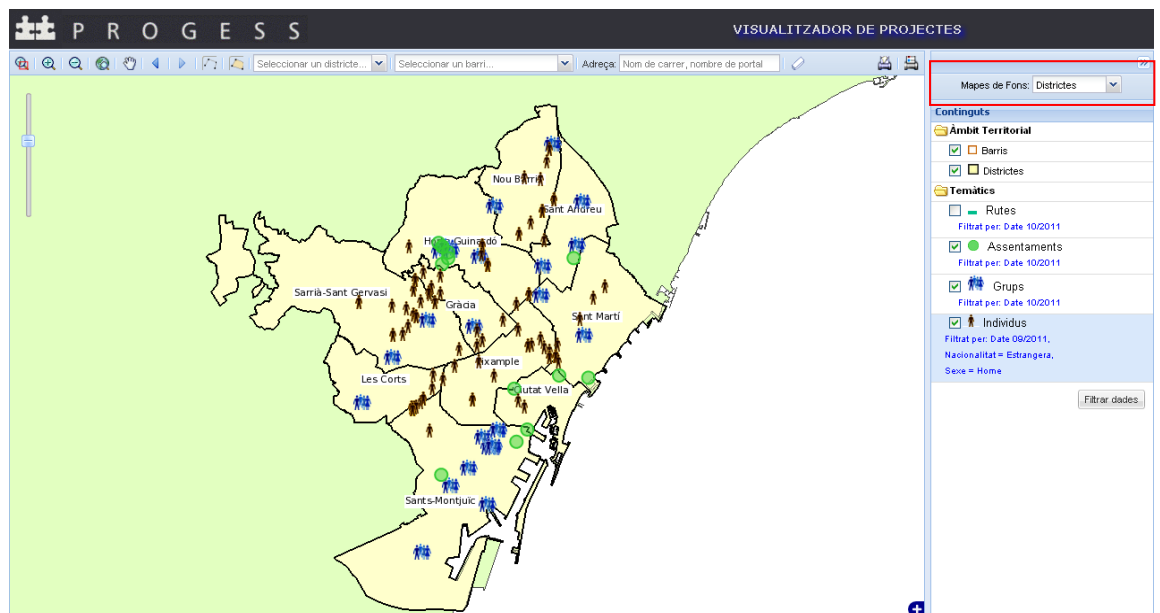 PROGESS
VISUALITZADOR DE PROJECTES
Seleccionar un districte... Seleccionar un barri... Adreça: Nom de carrer, nombre de portal
Mapes de Fons: Districtes
Continguts
Àmbit Territorial
Barris
Districtes
Temàtics
Rutes
Filtrat per: Date 10/2011
Assentaments
Filtrat per: Date 10/2011
Grups
Filtrat per: Date 10/2011
Individus
Filtrat per: Date 09/2011,
Nacionalitat = Estrangera,
Sexe = Home
Filtrar dades
Nou Barris
Sant Andreu
Horta-Guinardó
Sarrià-Sant Gervasi
Gràcia
Sant Martí
Eixample
Les Corts
Ciutat Vella
Sants-Montjuïc